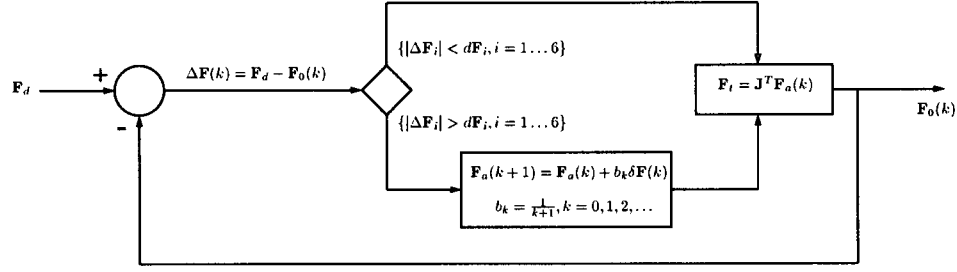 {|ΔF_i| < dF_i, i = 1 … 6}
+
ΔF(k) = F_d − F_0(k)
F_d
F_t = J^T F_a(k)
F_0(k)
-
{|ΔF_i| > dF_i, i = 1 … 6}
F_a(k+1) = F_a(k) + b_k δF(k)
b_k = 1/(k+1), k = 0, 1, 2, …